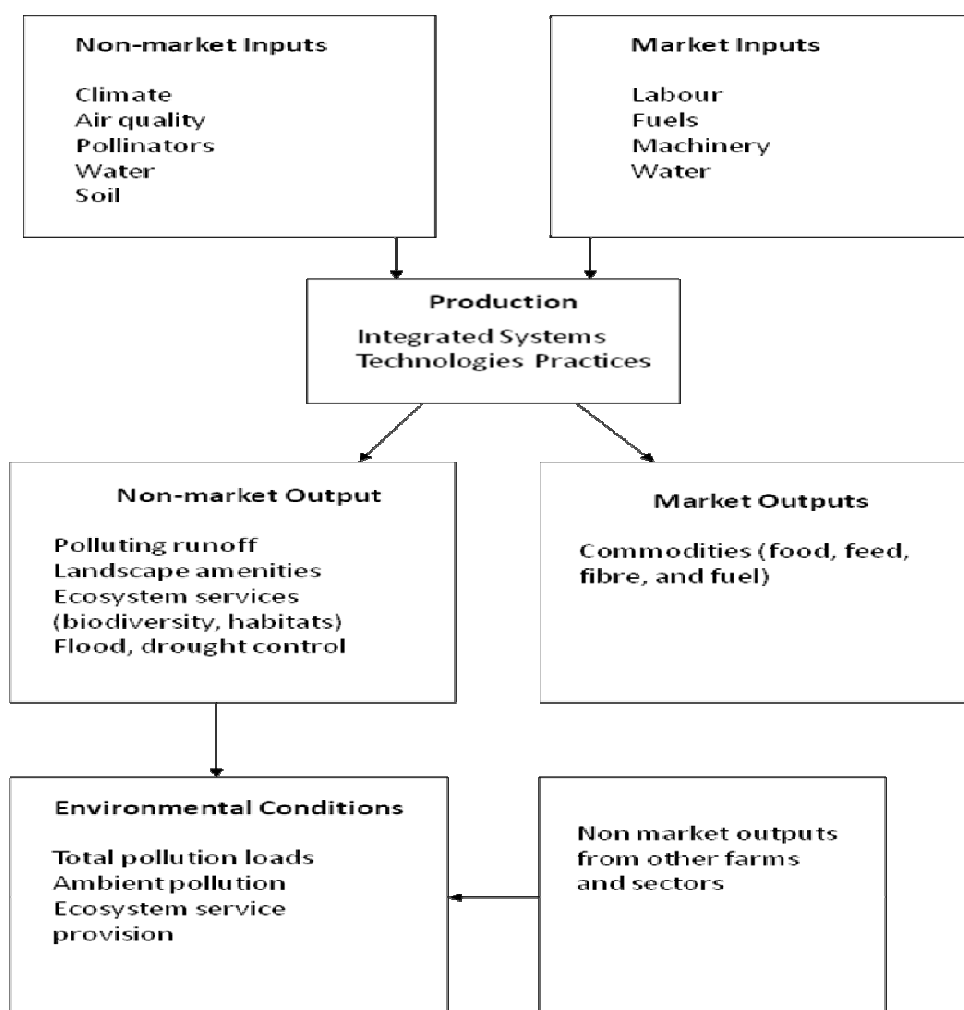 Non-market Inputs
Climate
Air quality
Pollinators
Water
Soil
Market Inputs
Labour
Fuels
Machinery
Water
Production
Integrated Systems
Technologies Practices
Non-market Output
Polluting runoff
Landscape amenities
Ecosystem services
(biodiversity, habitats)
Flood, drought control
Market Outputs
Commodities (food, feed,
fibre, and fuel)
Environmental Conditions
Total pollution loads
Ambient pollution
Ecosystem service
provision
Non market outputs
from other farms
and sectors